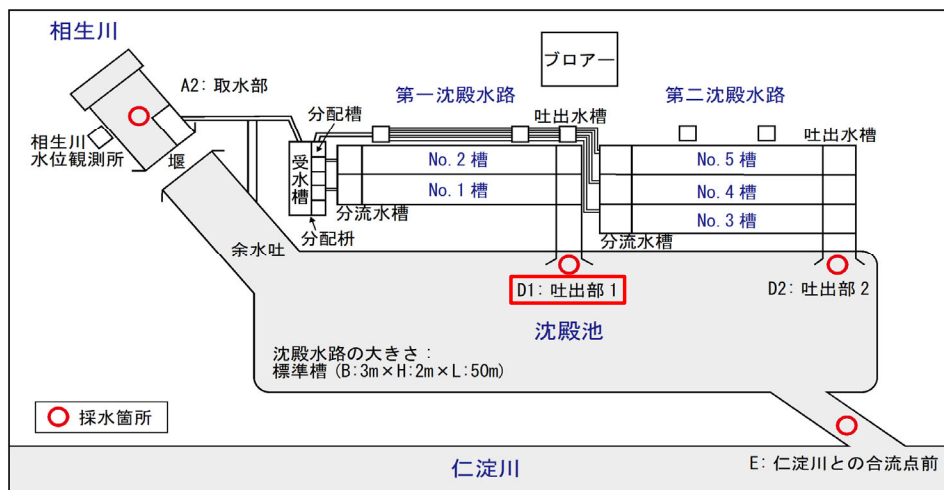 相生川
A2: 取水部
相生川
水位観測所
堰
余水吐
受水槽
分配槽
分配枡
分流水槽
第一沈殿水路
No. 2 槽
No. 1 槽
ブロアー
吐出水槽
第二沈殿水路
吐出水槽
No. 5 槽
No. 4 槽
No. 3 槽
分流水槽
D1: 吐出部 1
D2: 吐出部 2
沈殿池
沈殿水路の大きさ :
標準槽 (B:3m×H:2m×L:50m)
採水箇所
仁淀川
E: 仁淀川との合流点前